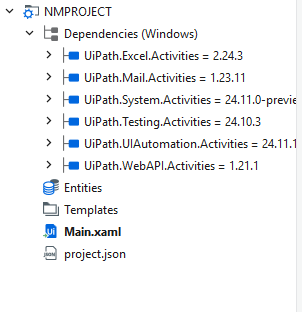 NMPROJECT
Dependencies (Windows)
UiPath.Excel.Activities = 2.24.3
UiPath.Mail.Activities = 1.23.11
UiPath.System.Activities = 24.11.0-previe
UiPath.Testing.Activities = 24.10.3
UiPath.UIAutomation.Activities = 24.11.1
UiPath.WebAPI.Activities = 1.21.1
Entities
Templates
Ui Main.xaml
JSON project.json